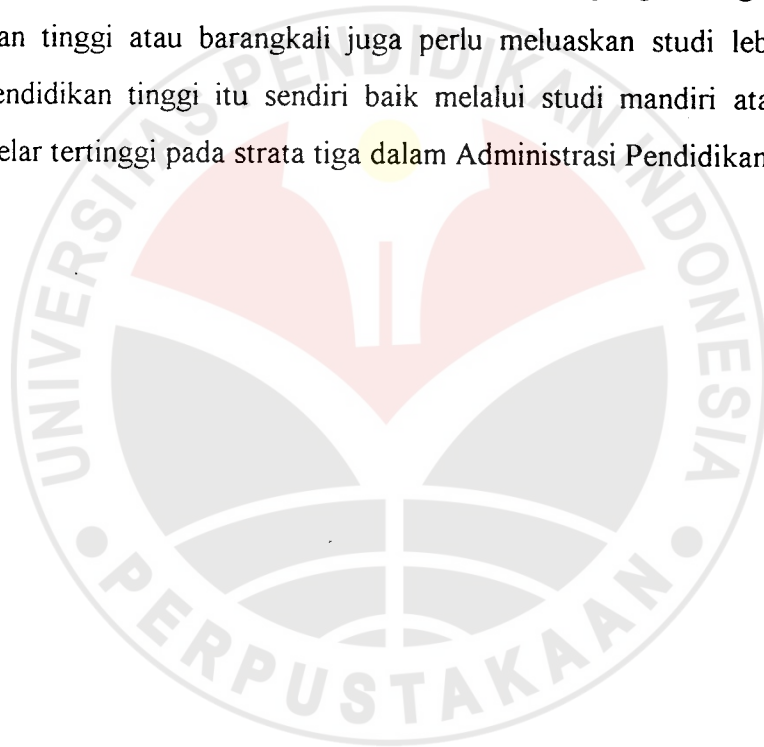 an tinggi atau barangkali juga perlu meluaskan studi leb
endidikan tinggi itu sendiri baik melalui studi mandiri ata
elar tertinggi pada strata tiga dalam Administrasi Pendidikan
UNIVERSITAS PENDIDIKAN INDONESIA
PERPUSTAKAAN